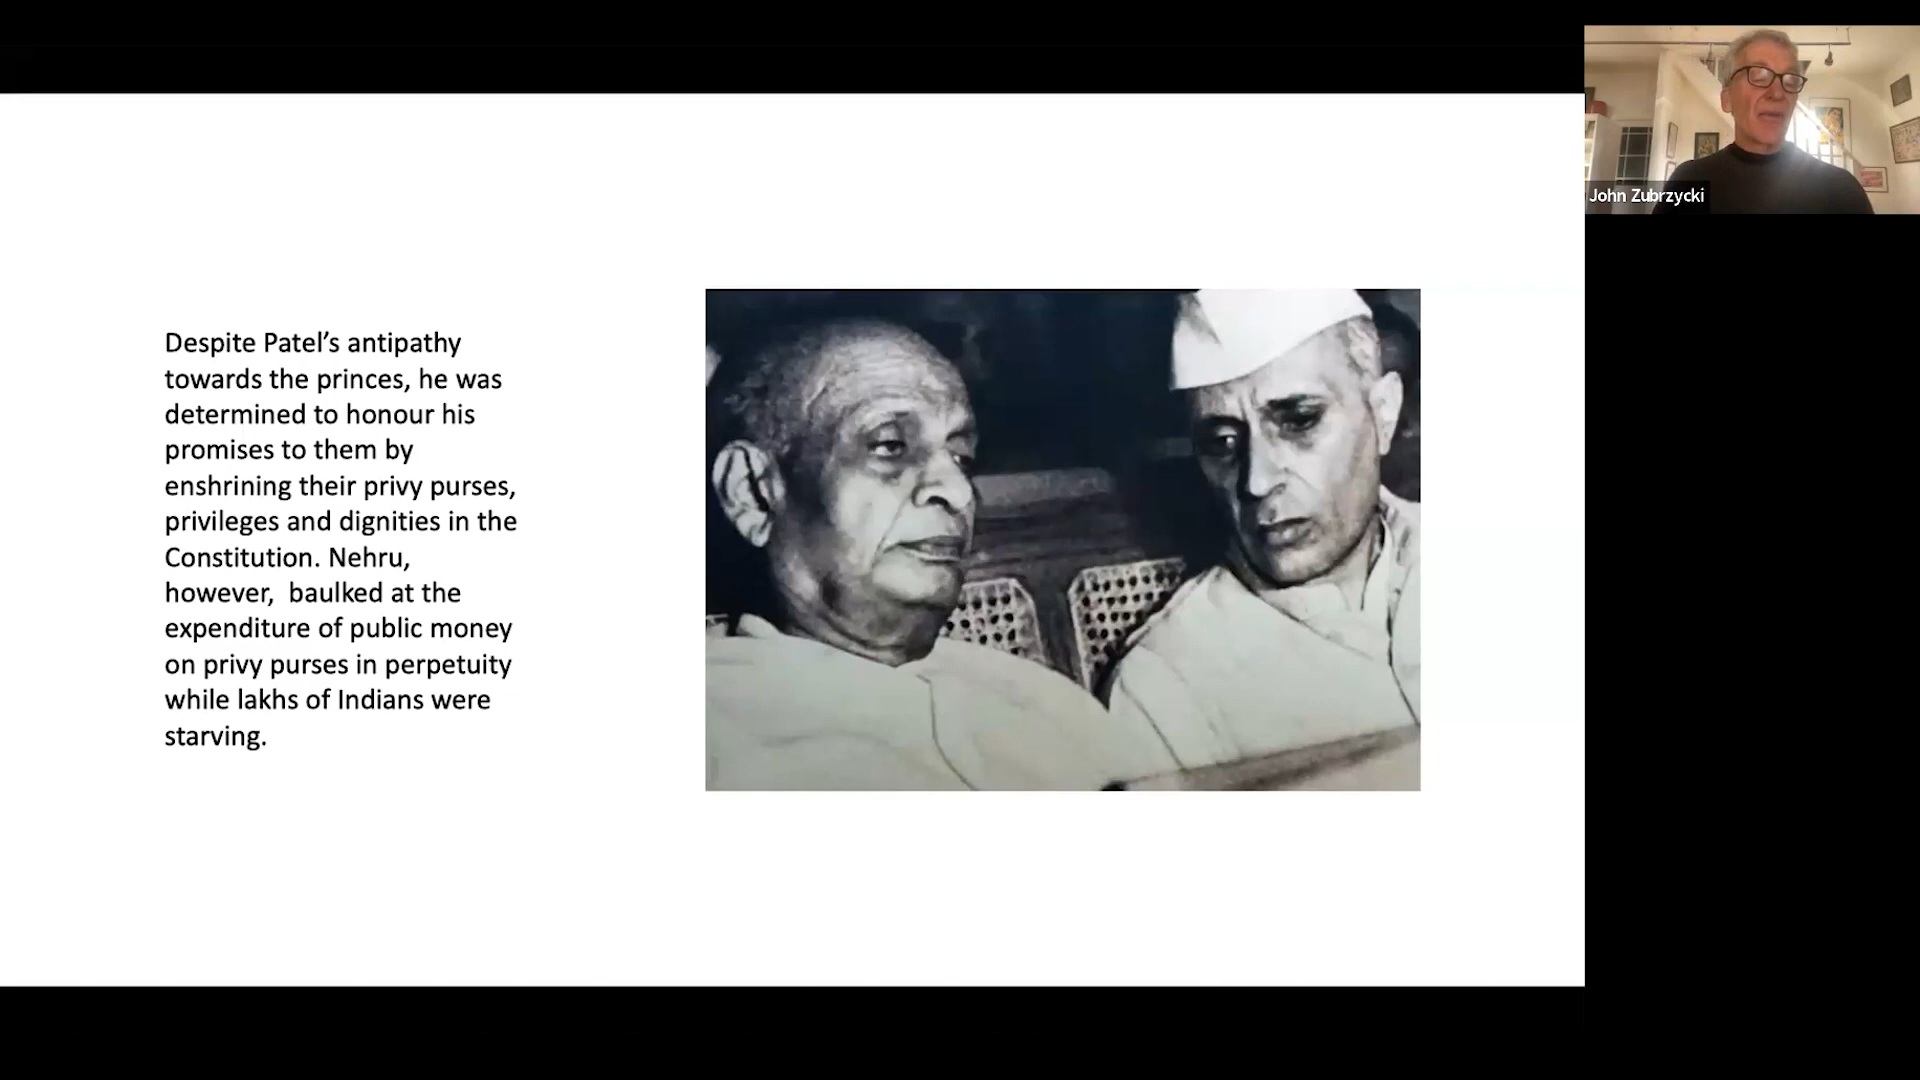 Despite Patel’s antipathy
towards the princes, he was
determined to honour his
promises to them by
enshrining their privy purses,
privileges and dignities in the
Constitution. Nehru,
however,  baulked at the
expenditure of public money
on privy purses in perpetuity
while lakhs of Indians were
starving.
John Zubrzycki